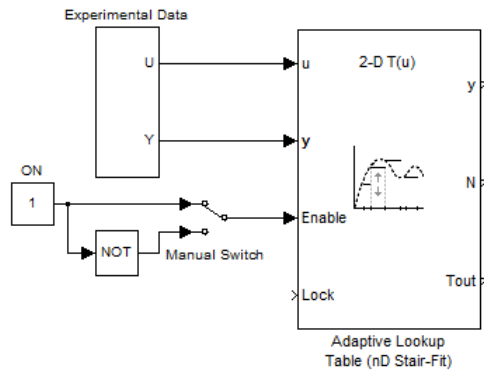 Experimental Data
U
Y
ON
1
NOT
Manual Switch
u
y
Enable
Lock
2-D T(u)
y
N
Tout
Adaptive Lookup
Table (nD Stair-Fit)